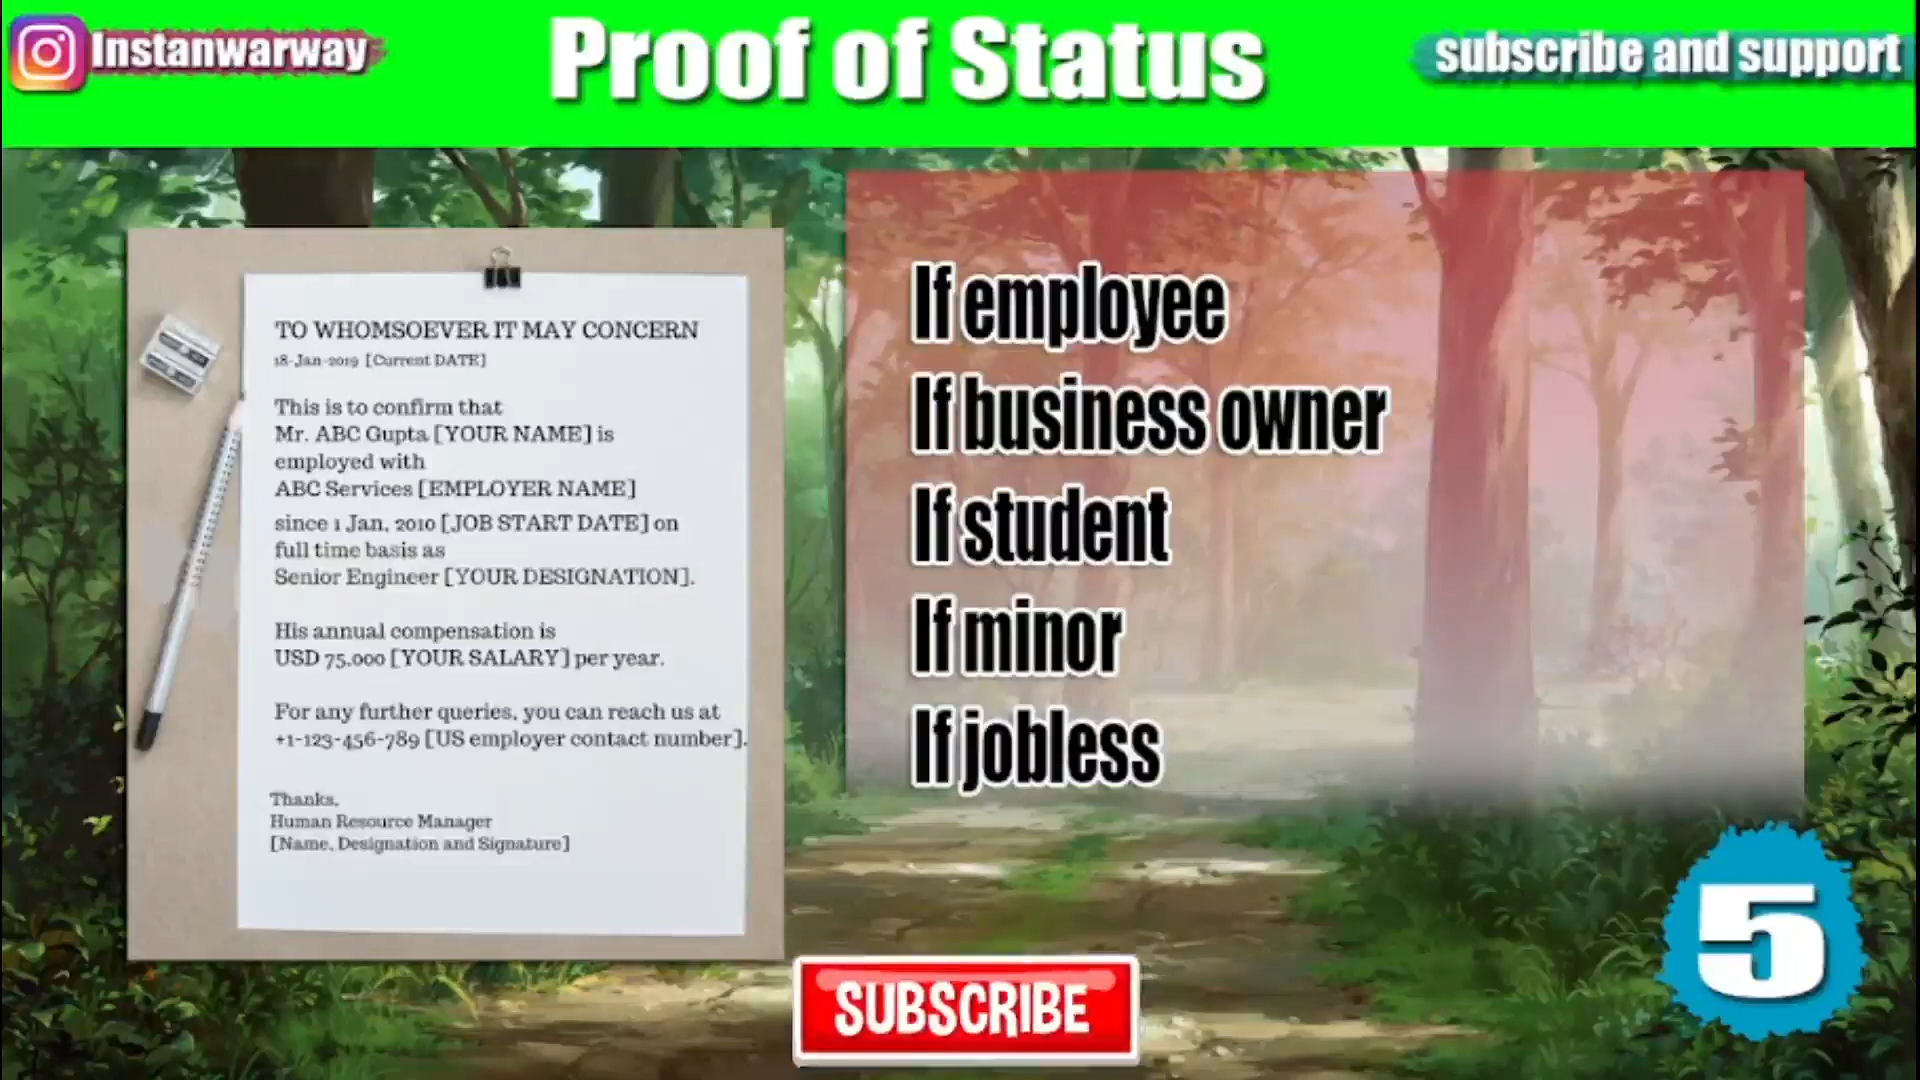 Instanwarway
Proof of Status
subscribe and support
TO WHOMSOEVER IT MAY CONCERN
18-Jan-2019 [Current DATE]
This is to confirm that
Mr. ABC Gupta [YOUR NAME] is
employed with
ABC Services [EMPLOYER NAME]
since 1 Jan, 2010 [JOB START DATE] on
full time basis as
Senior Engineer [YOUR DESIGNATION].
His annual compensation is
USD 75,000 [YOUR SALARY] per year.
For any further queries, you can reach us at
+1-123-456-789 [US employer contact number].
Thanks,
Human Resource Manager
[Name, Designation and Signature]
If employee
If business owner
If student
If minor
If jobless
5
SUBSCRIBE